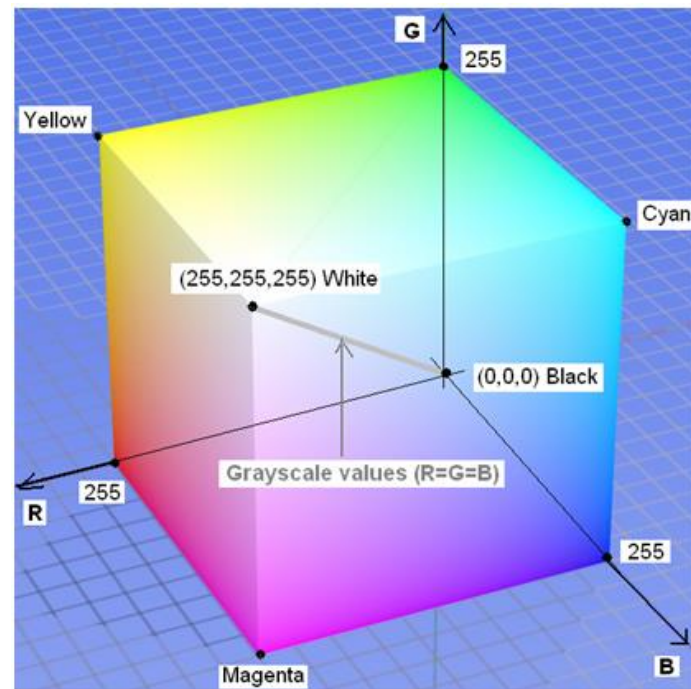 G
255
Yellow
Cyan
(255,255,255) White
(0,0,0) Black
Grayscale values (R=G=B)
255
R
255
B
Magenta